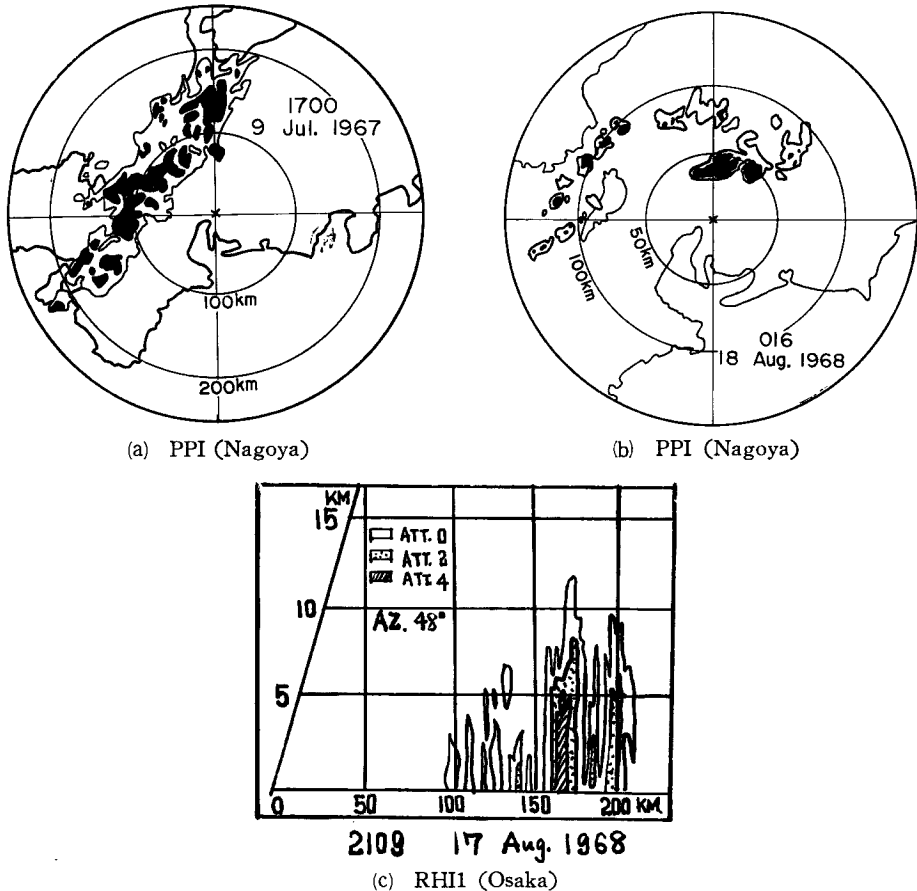 1700
9 Jul. 1967
100km
200km
(a) PPI (Nagoya)
50km
100km
016
18 Aug. 1968
(b) PPI (Nagoya)
KM
15
10
5
ATT. 0
ATT. 2
ATT. 4
AZ. 48°
0 50 100 150 200 KM.
2109 17 Aug. 1968
(c) RHI1 (Osaka)